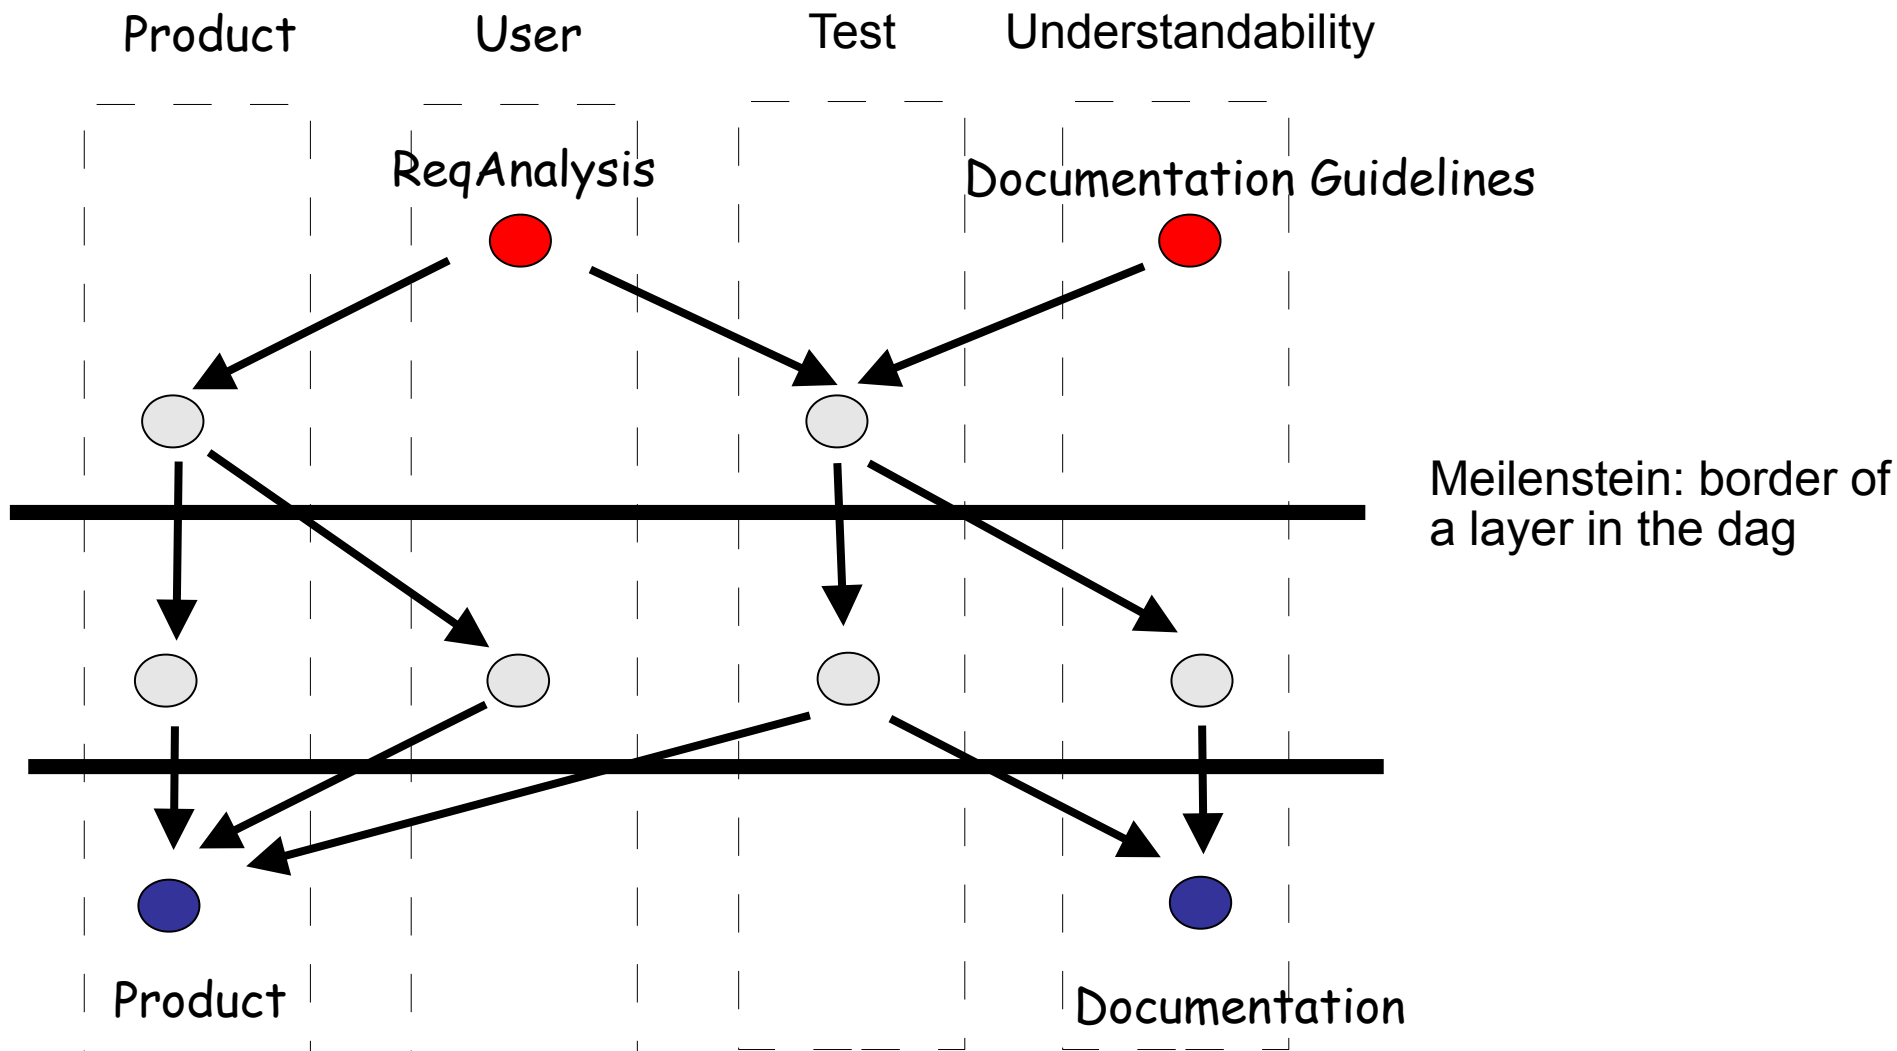 Product
User
Test
Understandability
ReqAnalysis
Documentation Guidelines
Meilenstein: border of
a layer in the dag
Product
Documentation